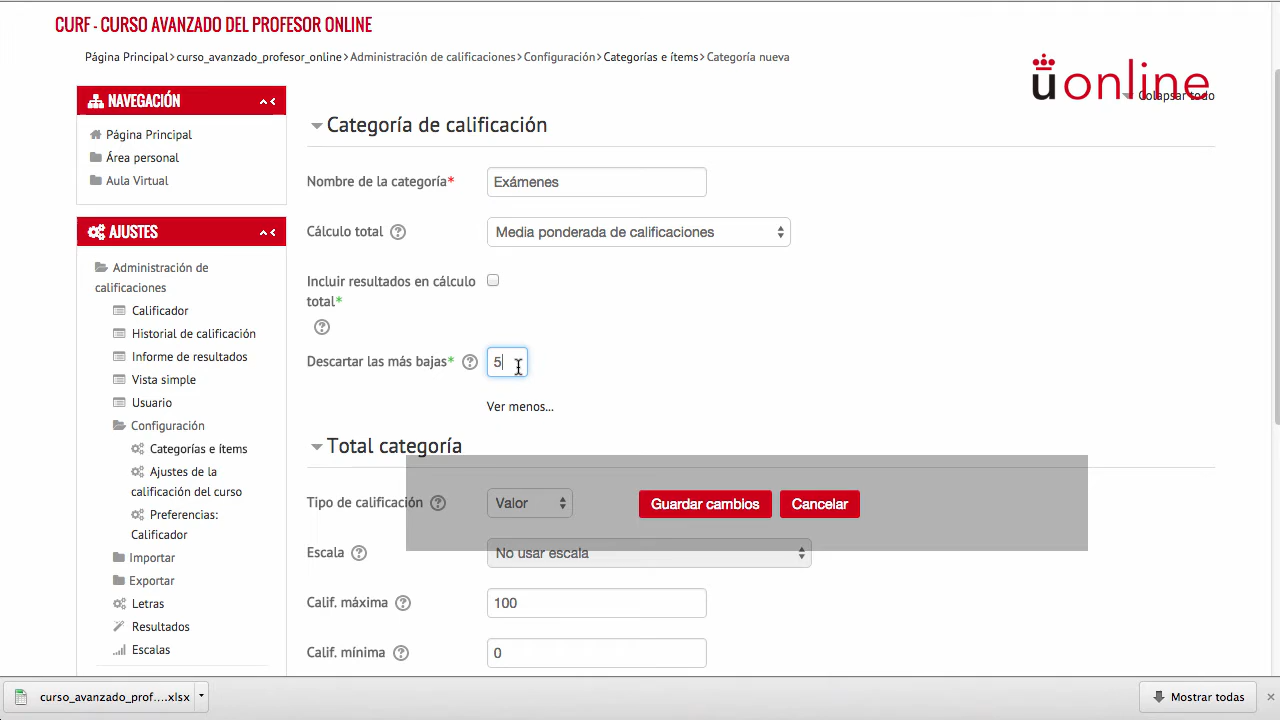 CURF - CURSO AVANZADO DEL PROFESOR ONLINE
Página Principal > curso_avanzado_profesor_online > Administración de calificaciones > Configuración > Categorías e ítems > Categoría nueva
uonline
Colapsar todo
NAVEGACIÓN
Página Principal
Área personal
Aula Virtual
AJUSTES
Administración de
calificaciones
Calificador
Historial de calificación
Informe de resultados
Vista simple
Usuario
Configuración
Categorías e ítems
Ajustes de la
calificación del curso
Preferencias:
Calificador
Importar
Exportar
Letras
Resultados
Escalas
Categoría de calificación
Nombre de la categoría* Exámenes
Cálculo total ? Media ponderada de calificaciones
Incluir resultados en cálculo
total*
?
Descartar las más bajas* ? 5
Ver menos...
Total categoría
Tipo de calificación ? Valor
Guardar cambios Cancelar
Escala ? No usar escala
Calif. máxima ? 100
Calif. mínima ? 0
curso_avanzado_prof....xlsx
Mostrar todas